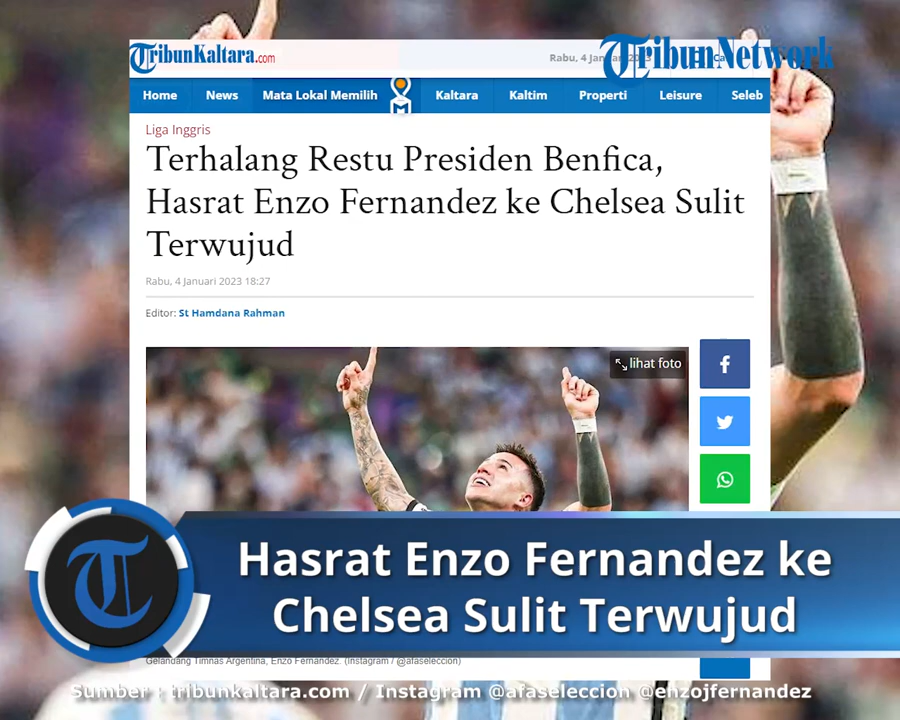 TribunKaltara.com
Rabu, 4 Januari 2023
TribunNetwork
Home News Mata Lokal Memilih M Kaltara Kaltim Properti Leisure Seleb
Liga Inggris
Terhalang Restu Presiden Benfica,
Hasrat Enzo Fernandez ke Chelsea Sulit
Terwujud
Rabu, 4 Januari 2023 18:27
Editor: St Hamdana Rahman
lihat foto
T
Hasrat Enzo Fernandez ke
Chelsea Sulit Terwujud
Gelandang Timnas Argentina, Enzo Fernandez. (Instagram / @afaseleccion)
Sumber : tribunkaltara.com / Instagram @afaseleccion @enzojfernandez